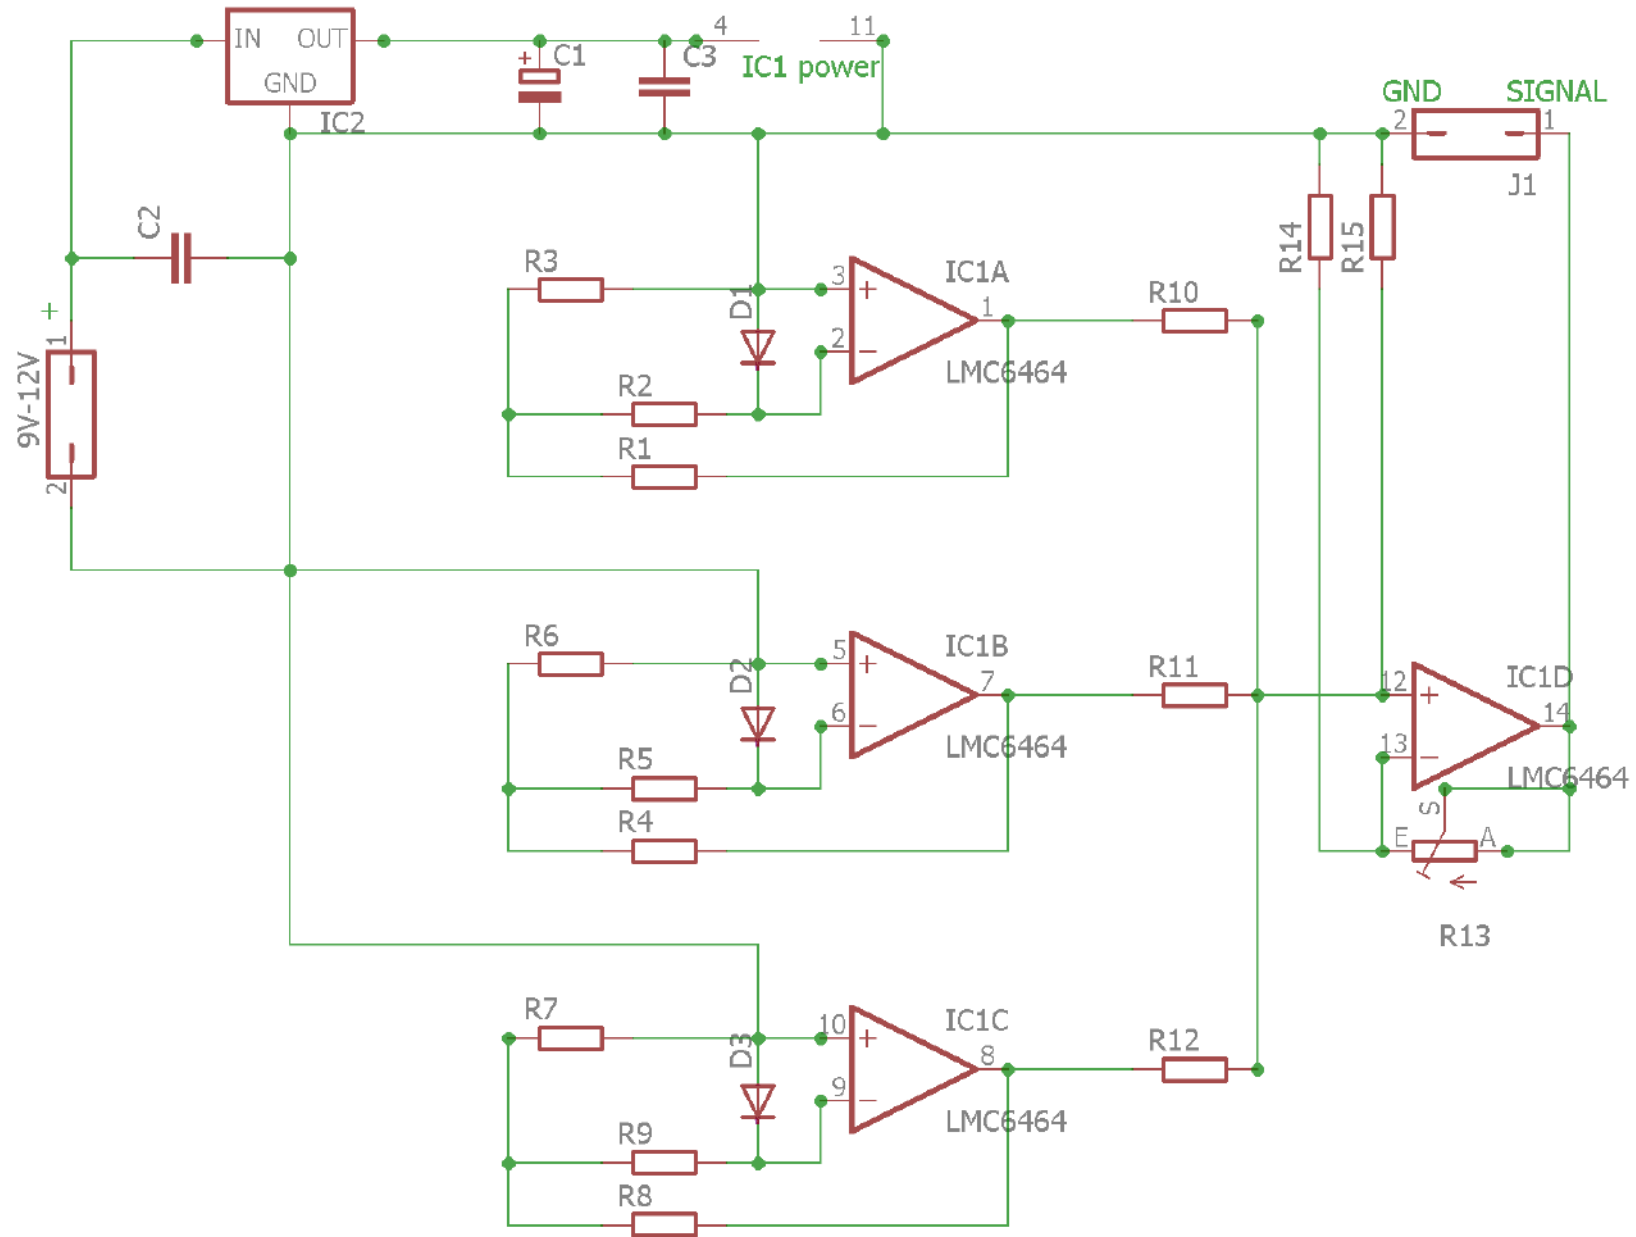 IN OUT
GND
IC2
+
C1
C3
4
11
IC1 power
GND
SIGNAL
2
1
J1
C2
R14
R15
+
1
9V-12V
2
R3
D1
3
+
2
−
IC1A
1
LMC6464
R10
R2
R1
R6
D2
5
+
6
−
IC1B
7
LMC6464
R11
R5
R4
12
+
13
−
IC1D
14
LMC6464
S
E
A
R13
R7
D3
10
+
9
−
IC1C
8
LMC6464
R12
R9
R8